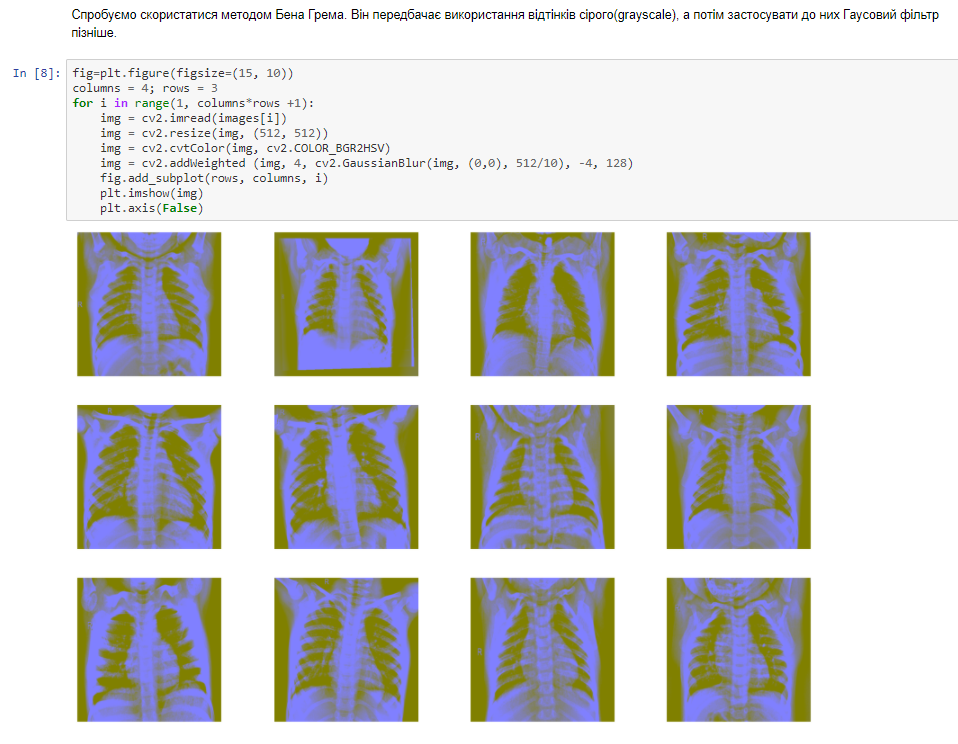 Спробуємо скористатися методом Бена Грема. Він передбачає використання відтінків сірого(grayscale), а потім застосувати до них Гаусовий фільтр
пізніше.
In [8]: fig=plt.figure(figsize=(15, 10))
columns = 4; rows = 3
for i in range(1, columns*rows +1):
    img = cv2.imread(images[i])
    img = cv2.resize(img, (512, 512))
    img = cv2.cvtColor(img, cv2.COLOR_BGR2HSV)
    img = cv2.addWeighted (img, 4, cv2.GaussianBlur(img, (0,0), 512/10), -4, 128)
    fig.add_subplot(rows, columns, i)
    plt.imshow(img)
    plt.axis(False)